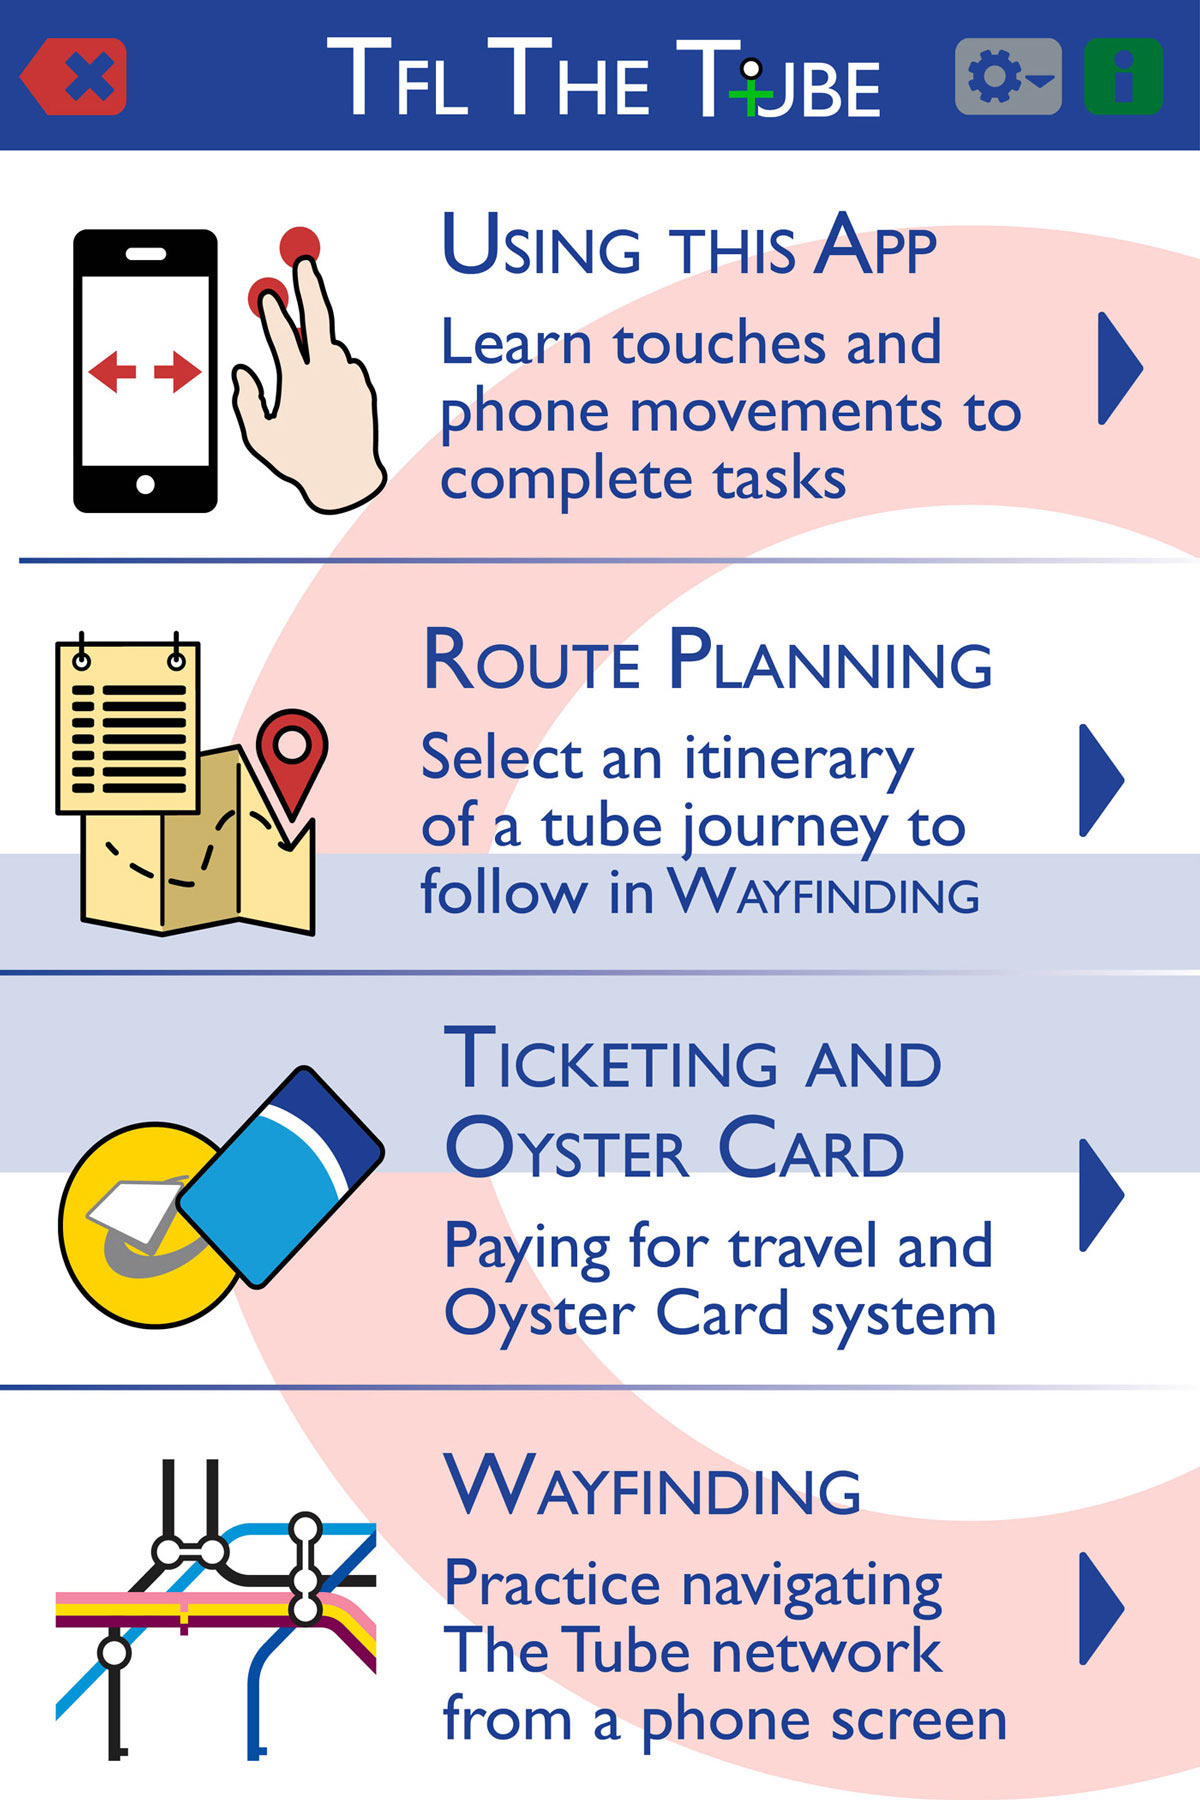 TFL THE TUBE
USING THIS APP
Learn touches and
phone movements to
complete tasks
ROUTE PLANNING
Select an itinerary
of a tube journey to
follow in WAYFINDING
TICKETING AND
OYSTER CARD
Paying for travel and
Oyster Card system
WAYFINDING
Practice navigating
The Tube network
from a phone screen